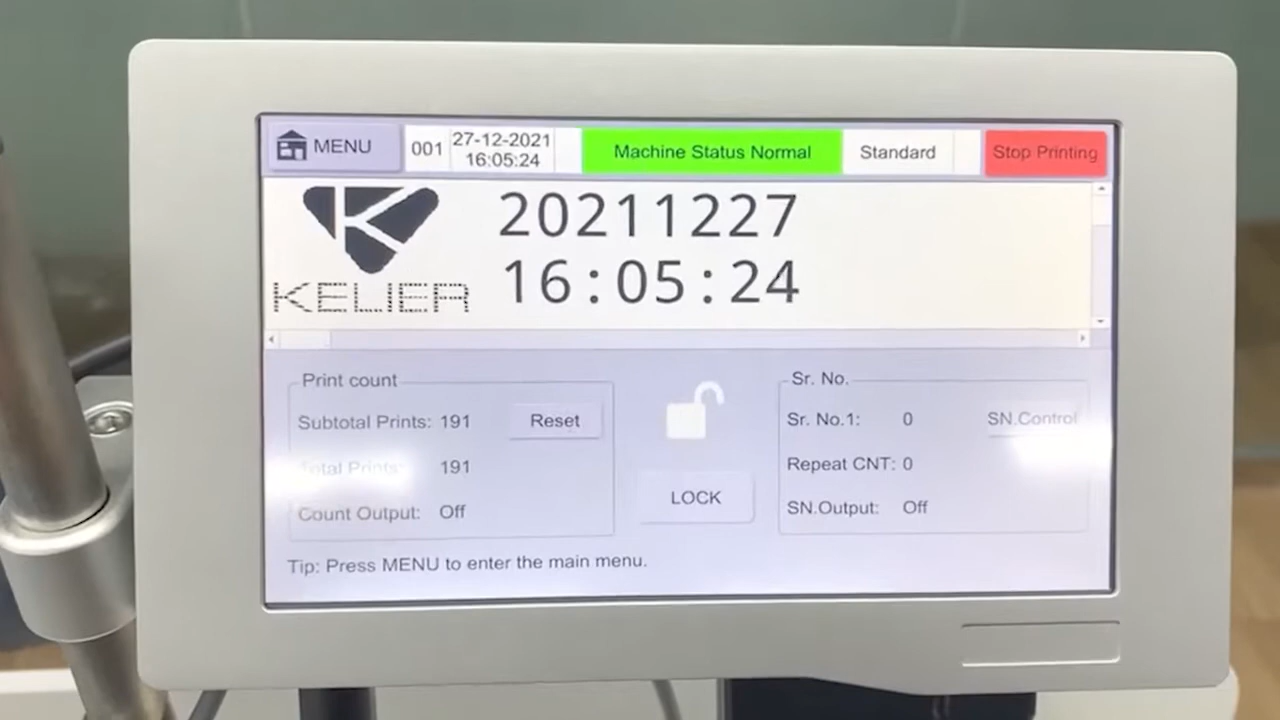 MENU
001
27-12-2021
16:05:24
Machine Status Normal
Standard
Stop Printing
KELIER
20211227
16:05:24
Print count
Subtotal Prints: 191
Reset
Total Prints: 191
Count Output: Off
LOCK
Sr. No.
Sr. No.1: 0
SN.Control
Repeat CNT: 0
SN.Output: Off
Tip: Press MENU to enter the main menu.